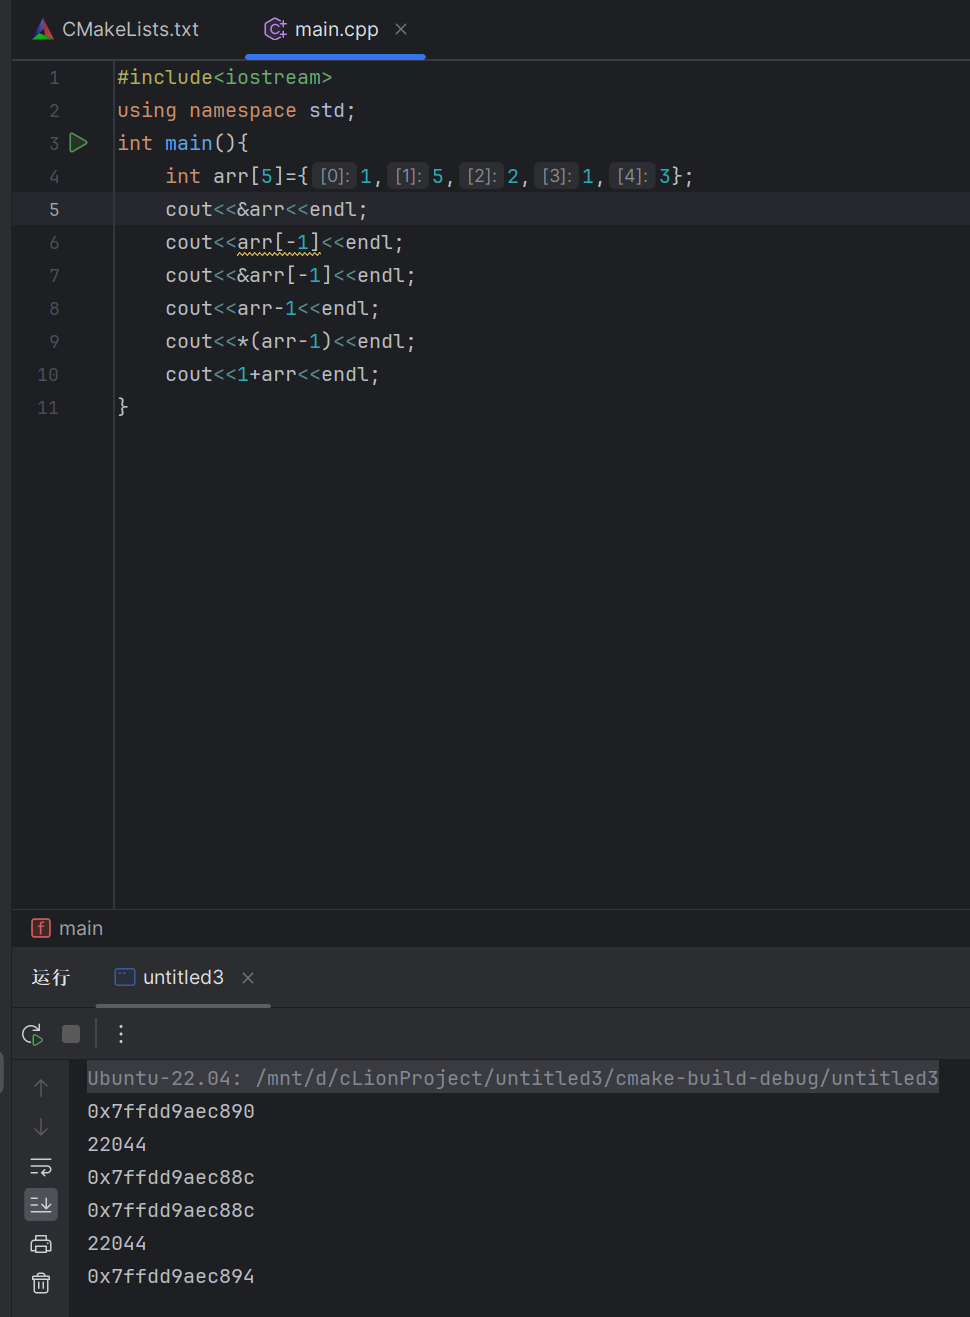 CMakeLists.txt main.cpp
1 #include<iostream>
2 using namespace std;
3 int main(){
4 int arr[5]={ [0]: 1, [1]: 5, [2]: 2, [3]: 1, [4]: 3};
5 cout<<&arr<<endl;
6 cout<<arr[-1]<<endl;
7 cout<<&arr[-1]<<endl;
8 cout<<arr-1<<endl;
9 cout<<*(arr-1)<<endl;
10 cout<<1+arr<<endl;
11 }
f main
运行 untitled3
Ubuntu-22.04: /mnt/d/cLionProject/untitled3/cmake-build-debug/untitled3
0x7ffdd9aec890
22044
0x7ffdd9aec88c
0x7ffdd9aec88c
22044
0x7ffdd9aec894